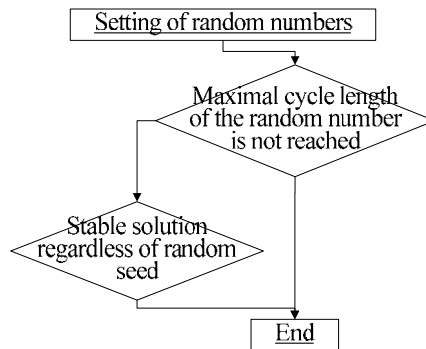 Setting of random numbers
Maximal cycle length
of the random number
is not reached
Stable solution
regardless of random
seed
End